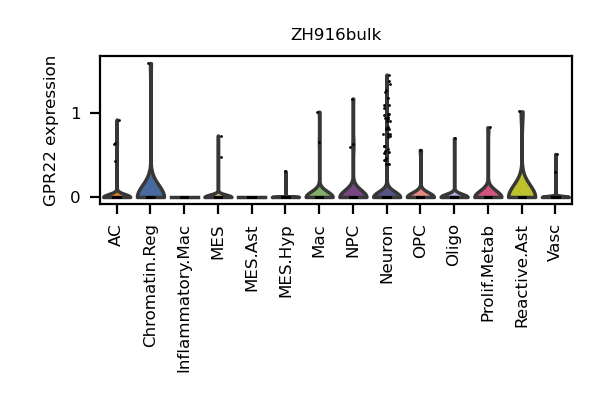 ZH916bulk
GPR22 expression
1
0
AC
Chromatin.Reg
Inflammatory.Mac
MES
MES.Ast
MES.Hyp
Mac
NPC
Neuron
OPC
Oligo
Prolif.Metab
Reactive.Ast
Vasc